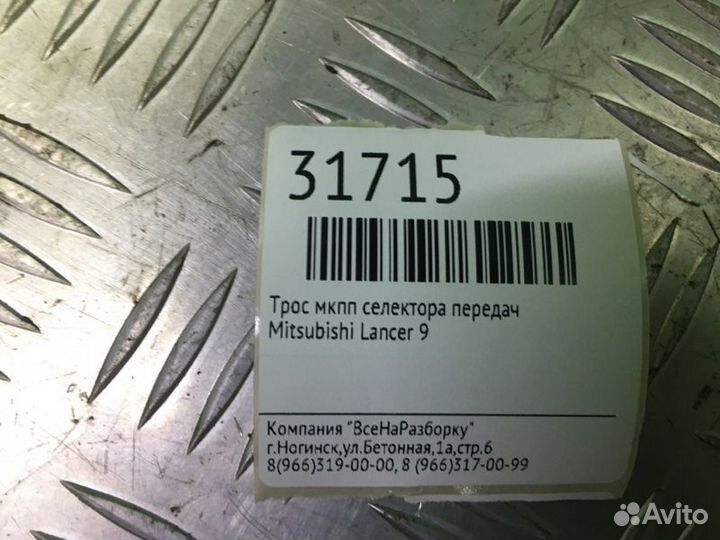 31715
Трос мкпп селектора передач
Mitsubishi Lancer 9
Компания "ВсеНаРазборку"
г.Ногинск,ул.Бетонная,1а,стр.6
8(966)319-00-00, 8 (966)317-00-99
Avito